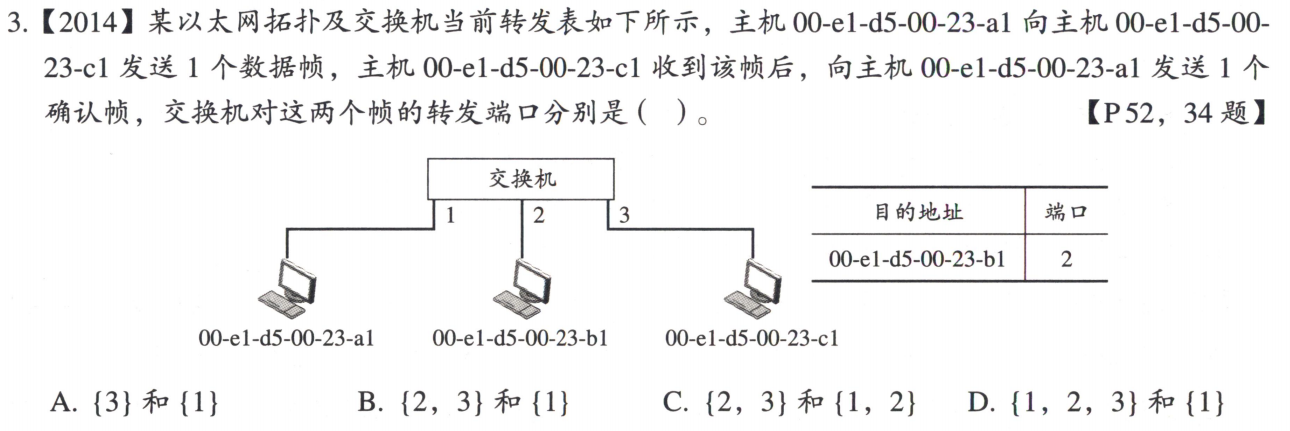 3.【2014】某以太网拓扑及交换机当前转发表如下所示，主机 00-e1-d5-00-23-a1 向主机 00-e1-d5-00-
23-c1 发送 1 个数据帧，主机 00-e1-d5-00-23-c1 收到该帧后，向主机 00-e1-d5-00-23-a1 发送 1 个
确认帧，交换机对这两个帧的转发端口分别是（ ）。 【P52，34 题】
交换机
1 2 3
目的地址 端口
00-e1-d5-00-23-b1 2
00-e1-d5-00-23-a1 00-e1-d5-00-23-b1 00-e1-d5-00-23-c1
A. {3} 和 {1} B. {2，3} 和 {1} C. {2，3} 和 {1，2} D. {1，2，3} 和 {1}